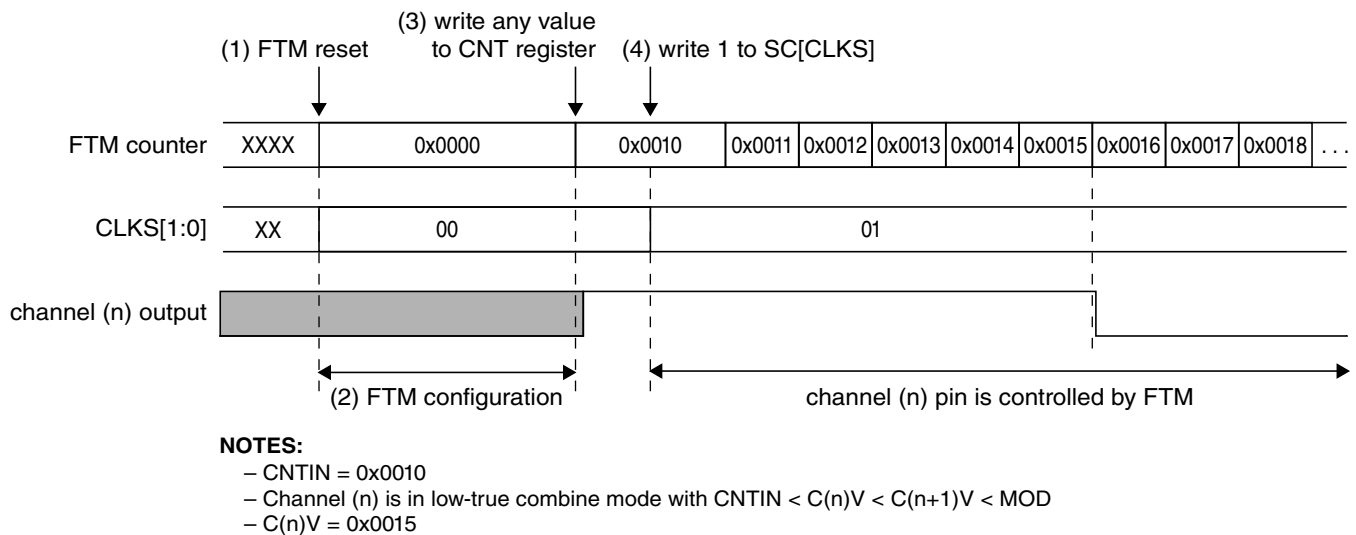 (3) write any value
(1) FTM reset to CNT register (4) write 1 to SC[CLKS]
FTM counter XXXX 0x0000 0x0010 0x0011 0x0012 0x0013 0x0014 0x0015 0x0016 0x0017 0x0018 . . .
CLKS[1:0] XX 00 01
channel (n) output
(2) FTM configuration channel (n) pin is controlled by FTM
NOTES:
– CNTIN = 0x0010
– Channel (n) is in low-true combine mode with CNTIN < C(n)V < C(n+1)V < MOD
– C(n)V = 0x0015